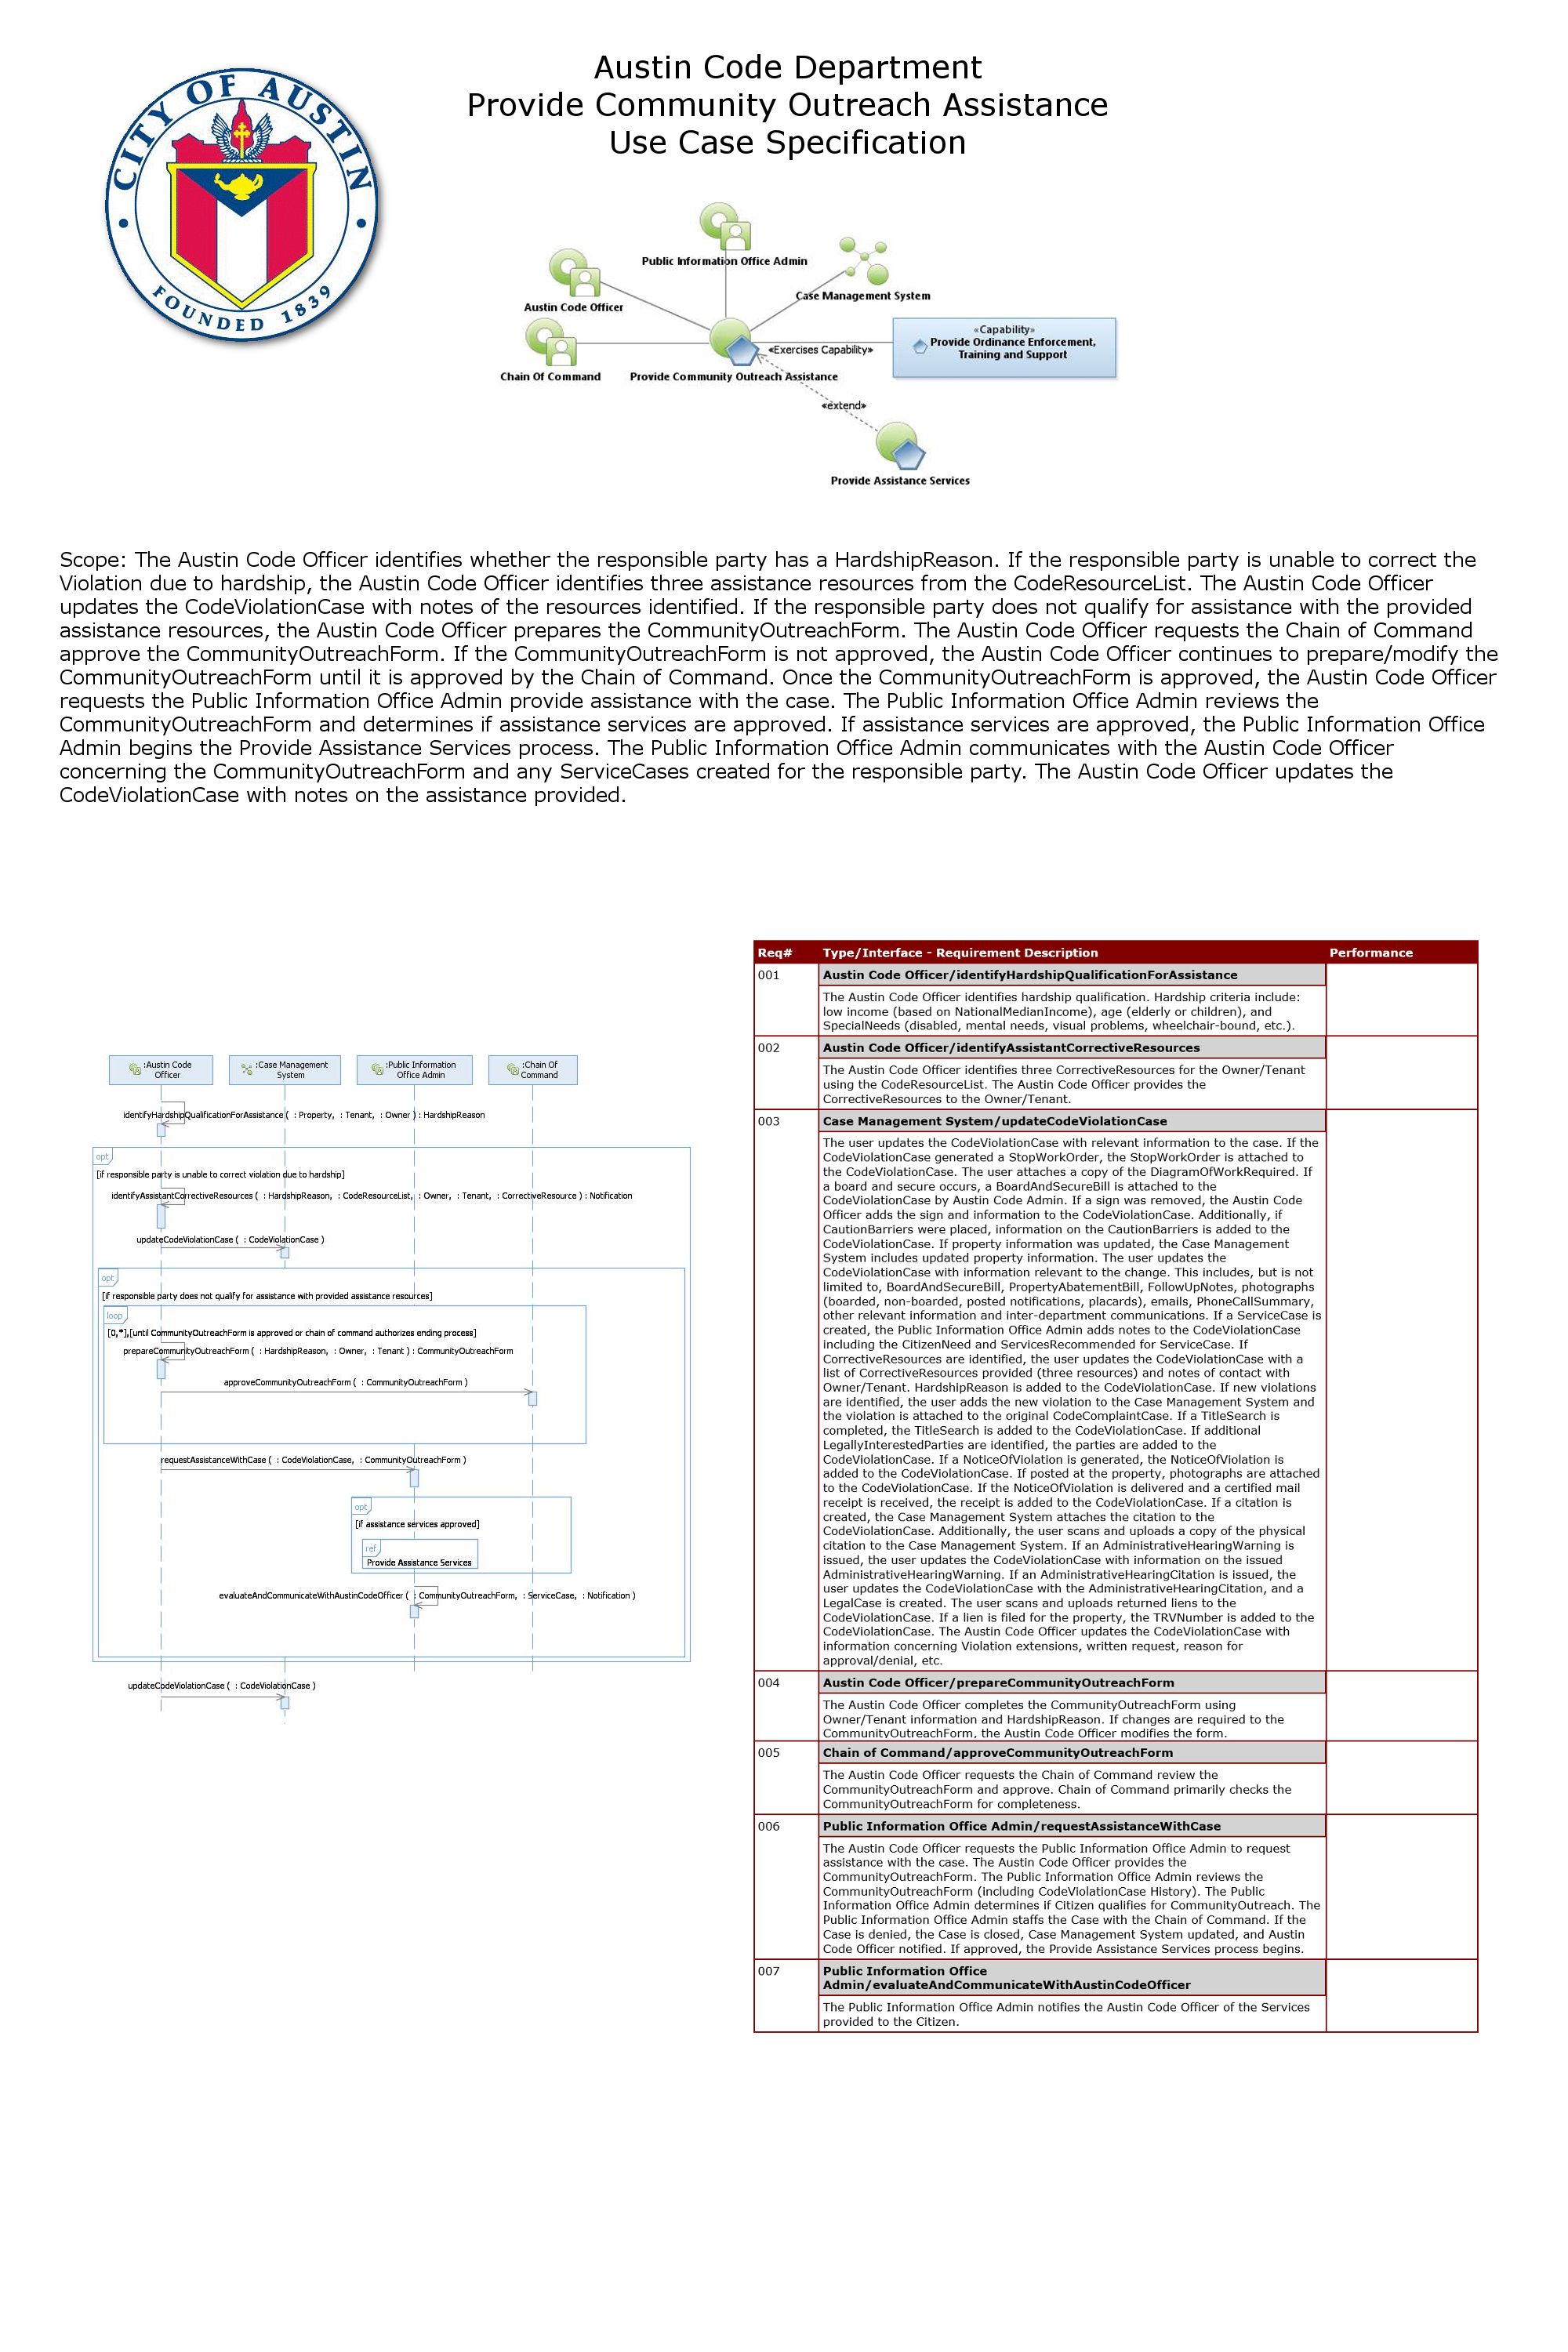 Austin Code Department
Provide Community Outreach Assistance
Use Case Specification
CITY OF AUSTIN
FOUNDED 1839
Public Information Office Admin
Case Management System
Austin Code Officer
«Capability»
Provide Ordinance Enforcement,
Training and Support
«Exercises Capability»
Chain Of Command
Provide Community Outreach Assistance
«extend»
Provide Assistance Services
Scope: The Austin Code Officer identifies whether the responsible party has a HardshipReason. If the responsible party is unable to correct the
Violation due to hardship, the Austin Code Officer identifies three assistance resources from the CodeResourceList. The Austin Code Officer
updates the CodeViolationCase with notes of the resources identified. If the responsible party does not qualify for assistance with the provided
assistance resources, the Austin Code Officer prepares the CommunityOutreachForm. The Austin Code Officer requests the Chain of Command
approve the CommunityOutreachForm. If the CommunityOutreachForm is not approved, the Austin Code Officer continues to prepare/modify the
CommunityOutreachForm until it is approved by the Chain of Command. Once the CommunityOutreachForm is approved, the Austin Code Officer
requests the Public Information Office Admin provide assistance with the case. The Public Information Office Admin reviews the
CommunityOutreachForm and determines if assistance services are approved. If assistance services are approved, the Public Information Office
Admin begins the Provide Assistance Services process. The Public Information Office Admin communicates with the Austin Code Officer
concerning the CommunityOutreachForm and any ServiceCases created for the responsible party. The Austin Code Officer updates the
CodeViolationCase with notes on the assistance provided.
:Austin Code
Officer
:Case Management
System
:Public Information
Office Admin
:Chain Of
Command
identifyHardshipQualificationForAssistance ( : Property, : Tenant, : Owner ) : HardshipReason
opt
[if responsible party is unable to correct violation due to hardship]
identifyAssistantCorrectiveResources ( : HardshipReason, : CodeResourceList, : Owner, : Tenant, : CorrectiveResource ) : Notification
updateCodeViolationCase ( : CodeViolationCase )
opt
[if responsible party does not qualify for assistance with provided assistance resources]
loop
[0,*],[until CommunityOutreachForm is approved or chain of command authorizes ending process]
prepareCommunityOutreachForm ( : HardshipReason, : Owner, : Tenant ) : CommunityOutreachForm
approveCommunityOutreachForm ( : CommunityOutreachForm )
requestAssistanceWithCase ( : CodeViolationCase, : CommunityOutreachForm )
opt
[if assistance services approved]
ref
Provide Assistance Services
evaluateAndCommunicateWithAustinCodeOfficer ( : CommunityOutreachForm, : ServiceCase, : Notification )
updateCodeViolationCase ( : CodeViolationCase )
Req# Type/Interface - Requirement Description Performance
001 Austin Code Officer/identifyHardshipQualificationForAssistance
The Austin Code Officer identifies hardship qualification. Hardship criteria include:
low income (based on NationalMedianIncome), age (elderly or children), and
SpecialNeeds (disabled, mental needs, visual problems, wheelchair-bound, etc.).
002 Austin Code Officer/identifyAssistantCorrectiveResources
The Austin Code Officer identifies three CorrectiveResources for the Owner/Tenant
using the CodeResourceList. The Austin Code Officer provides the
CorrectiveResources to the Owner/Tenant.
003 Case Management System/updateCodeViolationCase
The user updates the CodeViolationCase with relevant information to the case. If the
CodeViolationCase generated a StopWorkOrder, the StopWorkOrder is attached to
the CodeViolationCase. The user attaches a copy of the DiagramOfWorkRequired. If
a board and secure occurs, a BoardAndSecureBill is attached to the
CodeViolationCase by Austin Code Admin. If a sign was removed, the Austin Code
Officer adds the sign and information to the CodeViolationCase. Additionally, if
CautionBarriers were placed, information on the CautionBarriers is added to the
CodeViolationCase. If property information was updated, the Case Management
System includes updated property information. The user updates the
CodeViolationCase with information relevant to the change. This includes, but is not
limited to, BoardAndSecureBill, PropertyAbatementBill, FollowUpNotes, photographs
(boarded, non-boarded, posted notifications, placards), emails, PhoneCallSummary,
other relevant information and inter-department communications. If a ServiceCase is
created, the Public Information Office Admin adds notes to the CodeViolationCase
including the CitizenNeed and ServicesRecommended for ServiceCase. If
CorrectiveResources are identified, the user updates the CodeViolationCase with a
list of CorrectiveResources provided (three resources) and notes of contact with
Owner/Tenant. HardshipReason is added to the CodeViolationCase. If new violations
are identified, the user adds the new violation to the Case Management System and
the violation is attached to the original CodeComplaintCase. If a TitleSearch is
completed, the TitleSearch is added to the CodeViolationCase. If additional
LegallyInterestedParties are identified, the parties are added to the
CodeViolationCase. If a NoticeOfViolation is generated, the NoticeOfViolation is
added to the CodeViolationCase. If posted at the property, photographs are attached
to the CodeViolationCase. If the NoticeOfViolation is delivered and a certified mail
receipt is received, the receipt is added to the CodeViolationCase. If a citation is
created, the Case Management System attaches the citation to the
CodeViolationCase. Additionally, the user scans and uploads a copy of the physical
citation to the Case Management System. If an AdministrativeHearingWarning is
issued, the user updates the CodeViolationCase with information on the issued
AdministrativeHearingWarning. If an AdministrativeHearingCitation is issued, the
user updates the CodeViolationCase with the AdministrativeHearingCitation, and a
LegalCase is created. The user scans and uploads returned liens to the
CodeViolationCase. If a lien is filed for the property, the TRVNumber is added to the
CodeViolationCase. The Austin Code Officer updates the CodeViolationCase with
information concerning Violation extensions, written request, reason for
approval/denial, etc.
004 Austin Code Officer/prepareCommunityOutreachForm
The Austin Code Officer completes the CommunityOutreachForm using
Owner/Tenant information and HardshipReason. If changes are required to the
CommunityOutreachForm, the Austin Code Officer modifies the form.
005 Chain of Command/approveCommunityOutreachForm
The Austin Code Officer requests the Chain of Command review the
CommunityOutreachForm and approve. Chain of Command primarily checks the
CommunityOutreachForm for completeness.
006 Public Information Office Admin/requestAssistanceWithCase
The Austin Code Officer requests the Public Information Office Admin to request
assistance with the case. The Austin Code Officer provides the
CommunityOutreachForm. The Public Information Office Admin reviews the
CommunityOutreachForm (including CodeViolationCase History). The Public
Information Office Admin determines if Citizen qualifies for CommunityOutreach. The
Public Information Office Admin staffs the Case with the Chain of Command. If the
Case is denied, the Case is closed, Case Management System updated, and Austin
Code Officer notified. If approved, the Provide Assistance Services process begins.
007 Public Information Office
Admin/evaluateAndCommunicateWithAustinCodeOfficer
The Public Information Office Admin notifies the Austin Code Officer of the Services
provided to the Citizen.